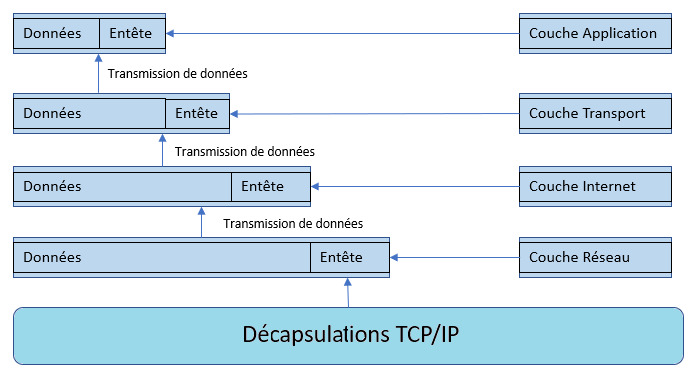 Données Entête Couche Application
Transmission de données
Données Entête Couche Transport
Transmission de données
Données Entête Couche Internet
Transmission de données
Données Entête Couche Réseau
Décapsulations TCP/IP